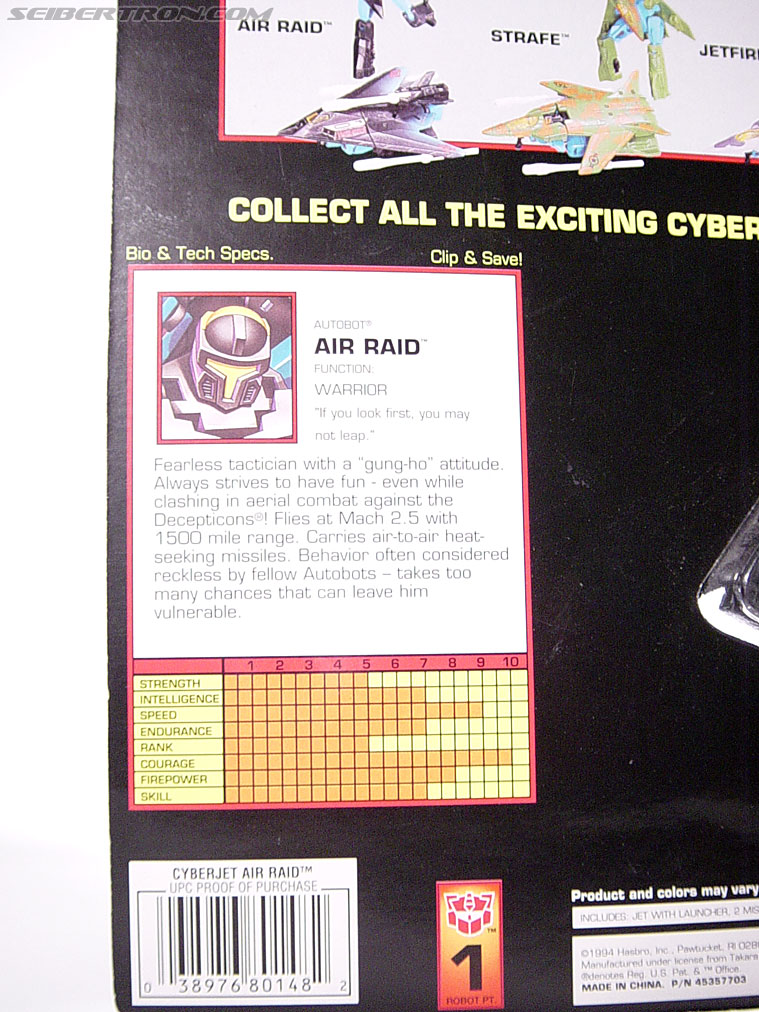 SEIBERTRON.COM
AIR RAID™
STRAFE™
COLLECT ALL THE EXCITING
Bio & Tech Specs.
Clip & Save!
AUTOBOT®
AIR RAID™
FUNCTION:
WARRIOR
"If you look first, you may
not leap."
Fearless tactician with a "gung-ho" attitude.
Always strives to have fun - even while
clashing in aerial combat against the
Decepticons®! Flies at Mach 2.5 with
1500 mile range. Carries air-to-air heat-
seeking missiles. Behavior often considered
reckless by fellow Autobots – takes too
many chances that can leave him
vulnerable.
1 2 3 4 5 6 7 8 9 10
STRENGTH
INTELLIGENCE
SPEED
ENDURANCE
RANK
COURAGE
FIREPOWER
SKILL
CYBERJET AIR RAID™
UPC PROOF OF PURCHASE
0 38976 80148 2
™
1
ROBOT PT.
Product and colors may vary
INCLUDES: JET WITH LAUNCHER, 2
©1994 Hasbro, Inc., Pawtucket, RI
Manufactured under license from Takara
®denotes Reg. U.S. Pat. & ™ Office.
MADE IN CHINA. P/N 45357703